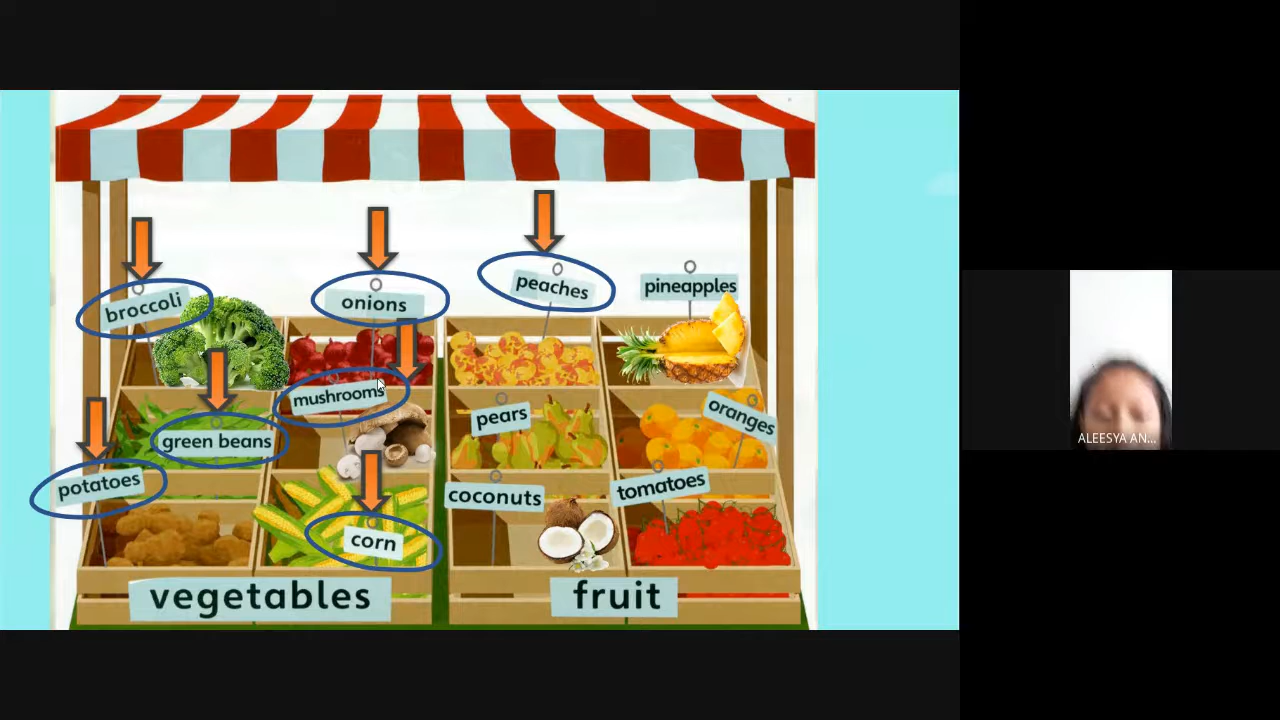 broccoli
onions
peaches
pineapples
mushrooms
green beans
pears
oranges
potatoes
corn
coconuts
tomatoes
vegetables
fruit
ALEESYA AN...